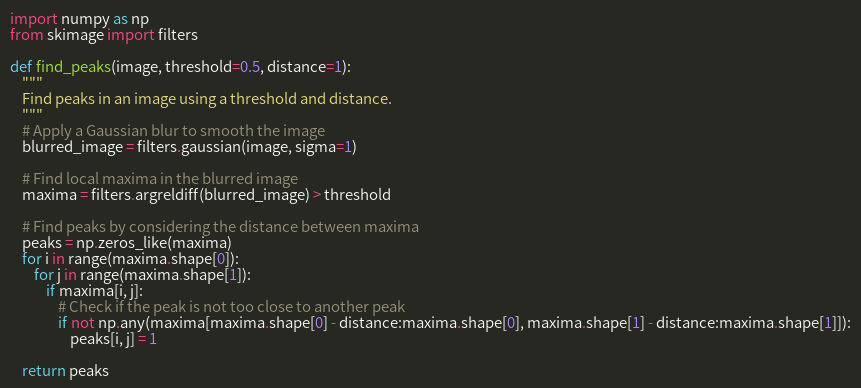 import numpy as np
from skimage import filters

def find_peaks(image, threshold=0.5, distance=1):
    """
    Find peaks in an image using a threshold and distance.
    """
    # Apply a Gaussian blur to smooth the image
    blurred_image = filters.gaussian(image, sigma=1)

    # Find local maxima in the blurred image
    maxima = filters.argreldiff(blurred_image) > threshold

    # Find peaks by considering the distance between maxima
    peaks = np.zeros_like(maxima)
    for i in range(maxima.shape[0]):
        for j in range(maxima.shape[1]):
            if maxima[i, j]:
                # Check if the peak is not too close to another peak
                if not np.any(maxima[maxima.shape[0] - distance:maxima.shape[0], maxima.shape[1] - distance:maxima.shape[1]]):
                    peaks[i, j] = 1

    return peaks